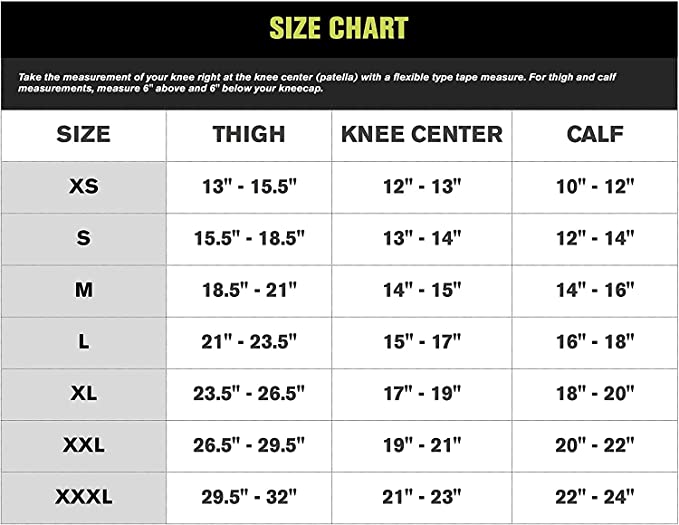 SIZE CHART
Take the measurement of your knee right at the knee center (patella) with a flexible type tape measure. For thigh and calf
measurements, measure 6" above and 6" below your kneecap.
SIZE THIGH KNEE CENTER CALF
XS 13" - 15.5" 12" - 13" 10" - 12"
S 15.5" - 18.5" 13" - 14" 12" - 14"
M 18.5" - 21" 14" - 15" 14" - 16"
L 21" - 23.5" 15" - 17" 16" - 18"
XL 23.5" - 26.5" 17" - 19" 18" - 20"
XXL 26.5" - 29.5" 19" - 21" 20" - 22"
XXXL 29.5" - 32" 21" - 23" 22" - 24"